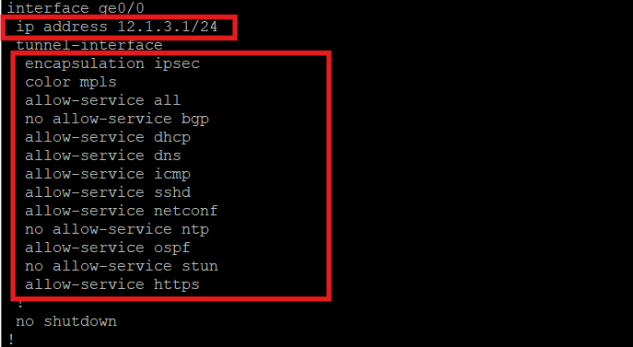 interface ge0/0
ip address 12.1.3.1/24
tunnel-interface
encapsulation ipsec
color mpls
allow-service all
no allow-service bgp
allow-service dhcp
allow-service dns
allow-service icmp
allow-service sshd
allow-service netconf
no allow-service ntp
allow-service ospf
no allow-service stun
allow-service https
!
no shutdown
!